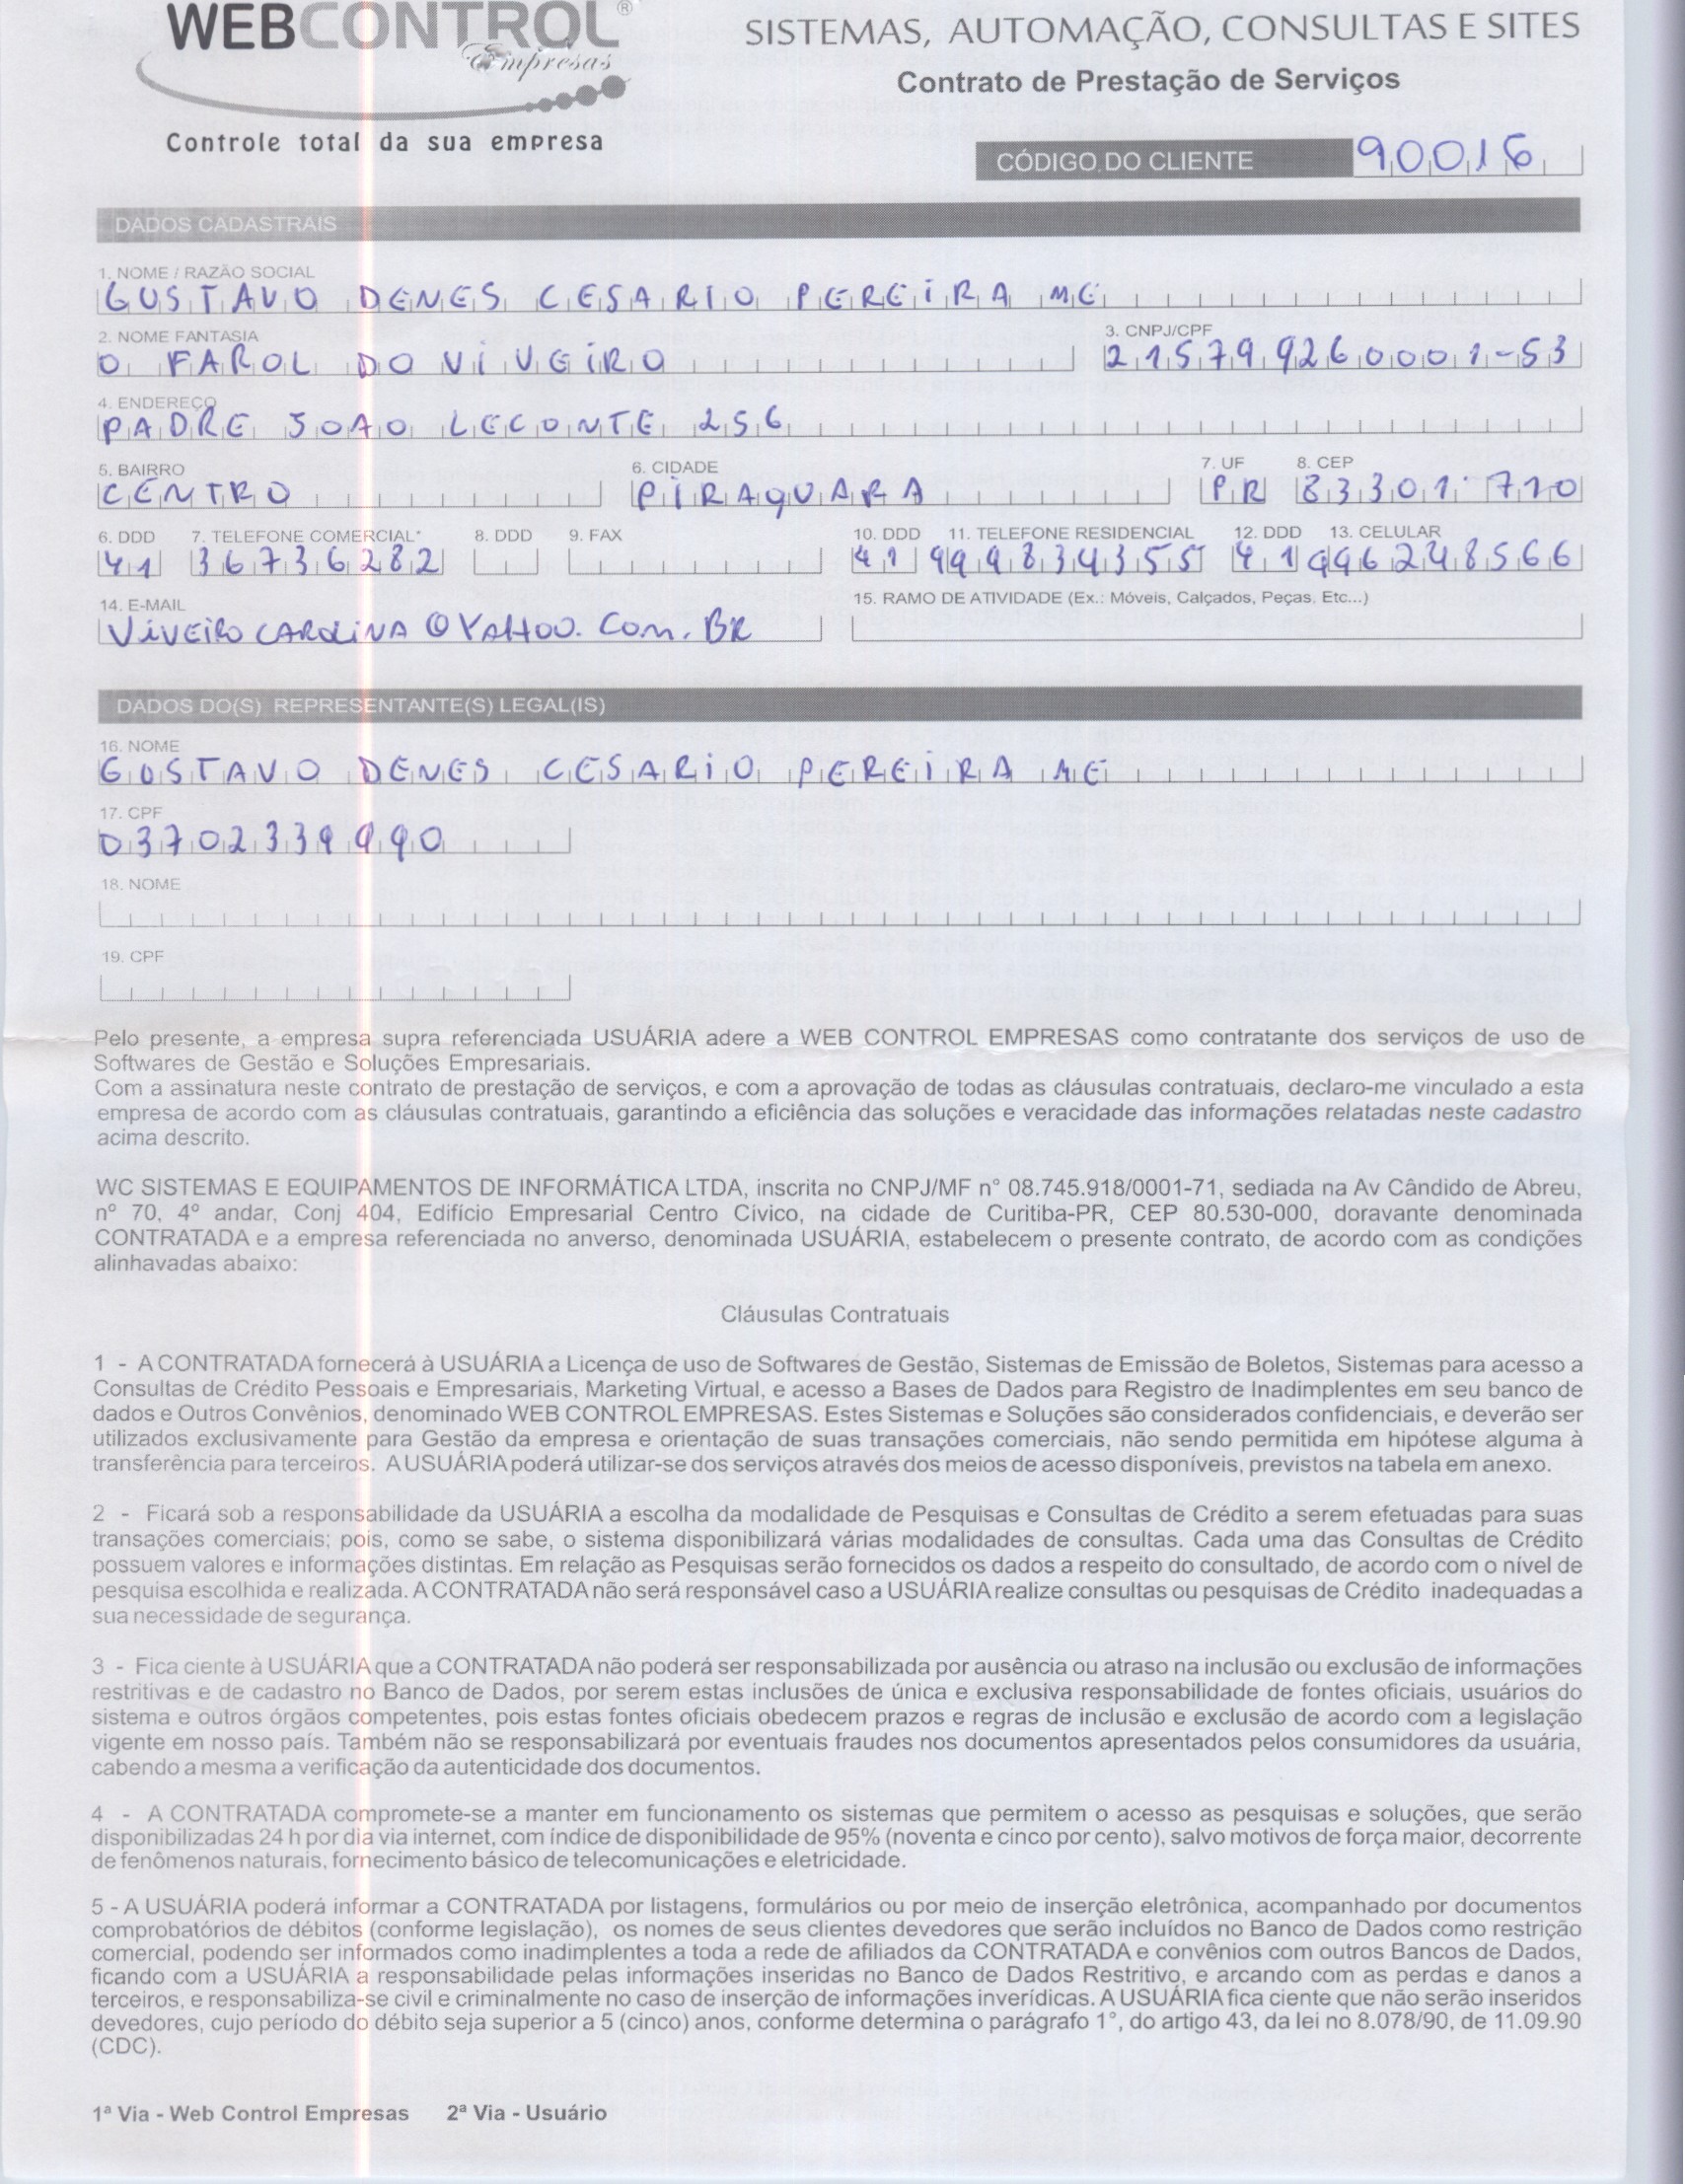 WEBCONTROL®
Empresas
Controle total da sua empresa
SISTEMAS, AUTOMAÇÃO, CONSULTAS E SITES
Contrato de Prestação de Serviços
CÓDIGO DO CLIENTE 90016
DADOS CADASTRAIS
1. NOME / RAZÃO SOCIAL
GUSTAVO DENES CESARIO PEREIRA ME
2. NOME FANTASIA 3. CNPJ/CPF
O FAROL DO VIVEIRO 215799260001-53
4. ENDEREÇO
PADRE JOAO LECONTE 256
5. BAIRRO 6. CIDADE 7. UF 8. CEP
CENTRO PIRAQUARA PR 83301-710
6. DDD 7. TELEFONE COMERCIAL* 8. DDD 9. FAX 10. DDD 11. TELEFONE RESIDENCIAL 12. DDD 13. CELULAR
41 36736282 41 999834355 41 996248566
14. E-MAIL 15. RAMO DE ATIVIDADE (Ex.: Móveis, Calçados, Peças, Etc...)
VIVEIRO CAROLINA @ YAHOO. COM. BR
DADOS DO(S) REPRESENTANTE(S) LEGAL(IS)
16. NOME
GUSTAVO DENES CESARIO PEREIRA ME
17. CPF
03702339990
18. NOME
19. CPF
Pelo presente, a empresa supra referenciada USUÁRIA adere a WEB CONTROL EMPRESAS como contratante dos serviços de uso de
Softwares de Gestão e Soluções Empresariais.
Com a assinatura neste contrato de prestação de serviços, e com a aprovação de todas as cláusulas contratuais, declaro-me vinculado a esta
empresa de acordo com as cláusulas contratuais, garantindo a eficiência das soluções e veracidade das informações relatadas neste cadastro
acima descrito.
WC SISTEMAS E EQUIPAMENTOS DE INFORMÁTICA LTDA, inscrita no CNPJ/MF n° 08.745.918/0001-71, sediada na Av Cândido de Abreu,
nº 70, 4º andar, Conj 404, Edifício Empresarial Centro Cívico, na cidade de Curitiba-PR, CEP 80.530-000, doravante denominada
CONTRATADA e a empresa referenciada no anverso, denominada USUÁRIA, estabelecem o presente contrato, de acordo com as condições
alinhavadas abaixo:
Cláusulas Contratuais
1 - A CONTRATADA fornecerá à USUÁRIA a Licença de uso de Softwares de Gestão, Sistemas de Emissão de Boletos, Sistemas para acesso a
Consultas de Crédito Pessoais e Empresariais, Marketing Virtual, e acesso a Bases de Dados para Registro de Inadimplentes em seu banco de
dados e Outros Convênios, denominado WEB CONTROL EMPRESAS. Estes Sistemas e Soluções são considerados confidenciais, e deverão ser
utilizados exclusivamente para Gestão da empresa e orientação de suas transações comerciais, não sendo permitida em hipótese alguma à
transferência para terceiros. A USUÁRIA poderá utilizar-se dos serviços através dos meios de acesso disponíveis, previstos na tabela em anexo.
2 - Ficará sob a responsabilidade da USUÁRIA a escolha da modalidade de Pesquisas e Consultas de Crédito a serem efetuadas para suas
transações comerciais; pois, como se sabe, o sistema disponibilizará várias modalidades de consultas. Cada uma das Consultas de Crédito
possuem valores e informações distintas. Em relação as Pesquisas serão fornecidos os dados a respeito do consultado, de acordo com o nível de
pesquisa escolhida e realizada. A CONTRATADA não será responsável caso a USUÁRIA realize consultas ou pesquisas de Crédito inadequadas a
sua necessidade de segurança.
3 - Fica ciente à USUÁRIA que a CONTRATADA não poderá ser responsabilizada por ausência ou atraso na inclusão ou exclusão de informações
restritivas e de cadastro no Banco de Dados, por serem estas inclusões de única e exclusiva responsabilidade de fontes oficiais, usuários do
sistema e outros órgãos competentes, pois estas fontes oficiais obedecem prazos e regras de inclusão e exclusão de acordo com a legislação
vigente em nosso país. Também não se responsabilizará por eventuais fraudes nos documentos apresentados pelos consumidores da usuária,
cabendo a mesma a verificação da autenticidade dos documentos.
4 - A CONTRATADA compromete-se a manter em funcionamento os sistemas que permitem o acesso as pesquisas e soluções, que serão
disponibilizadas 24 h por dia via internet, com índice de disponibilidade de 95% (noventa e cinco por cento), salvo motivos de força maior, decorrente
de fenômenos naturais, fornecimento básico de telecomunicações e eletricidade.
5 - A USUÁRIA poderá informar a CONTRATADA por listagens, formulários ou por meio de inserção eletrônica, acompanhado por documentos
comprobatórios de débitos (conforme legislação), os nomes de seus clientes devedores que serão incluídos no Banco de Dados como restrição
comercial, podendo ser informados como inadimplentes a toda a rede de afiliados da CONTRATADA e convênios com outros Bancos de Dados,
ficando com a USUÁRIA a responsabilidade pelas informações inseridas no Banco de Dados Restritivo, e arcando com as perdas e danos a
terceiros, e responsabiliza-se civil e criminalmente no caso de inserção de informações inverídicas. A USUÁRIA fica ciente que não serão inseridos
devedores, cujo período do débito seja superior a 5 (cinco) anos, conforme determina o parágrafo 1°, do artigo 43, da lei no 8.078/90, de 11.09.90
(CDC).
1ª Via - Web Control Empresas 2ª Via - Usuário